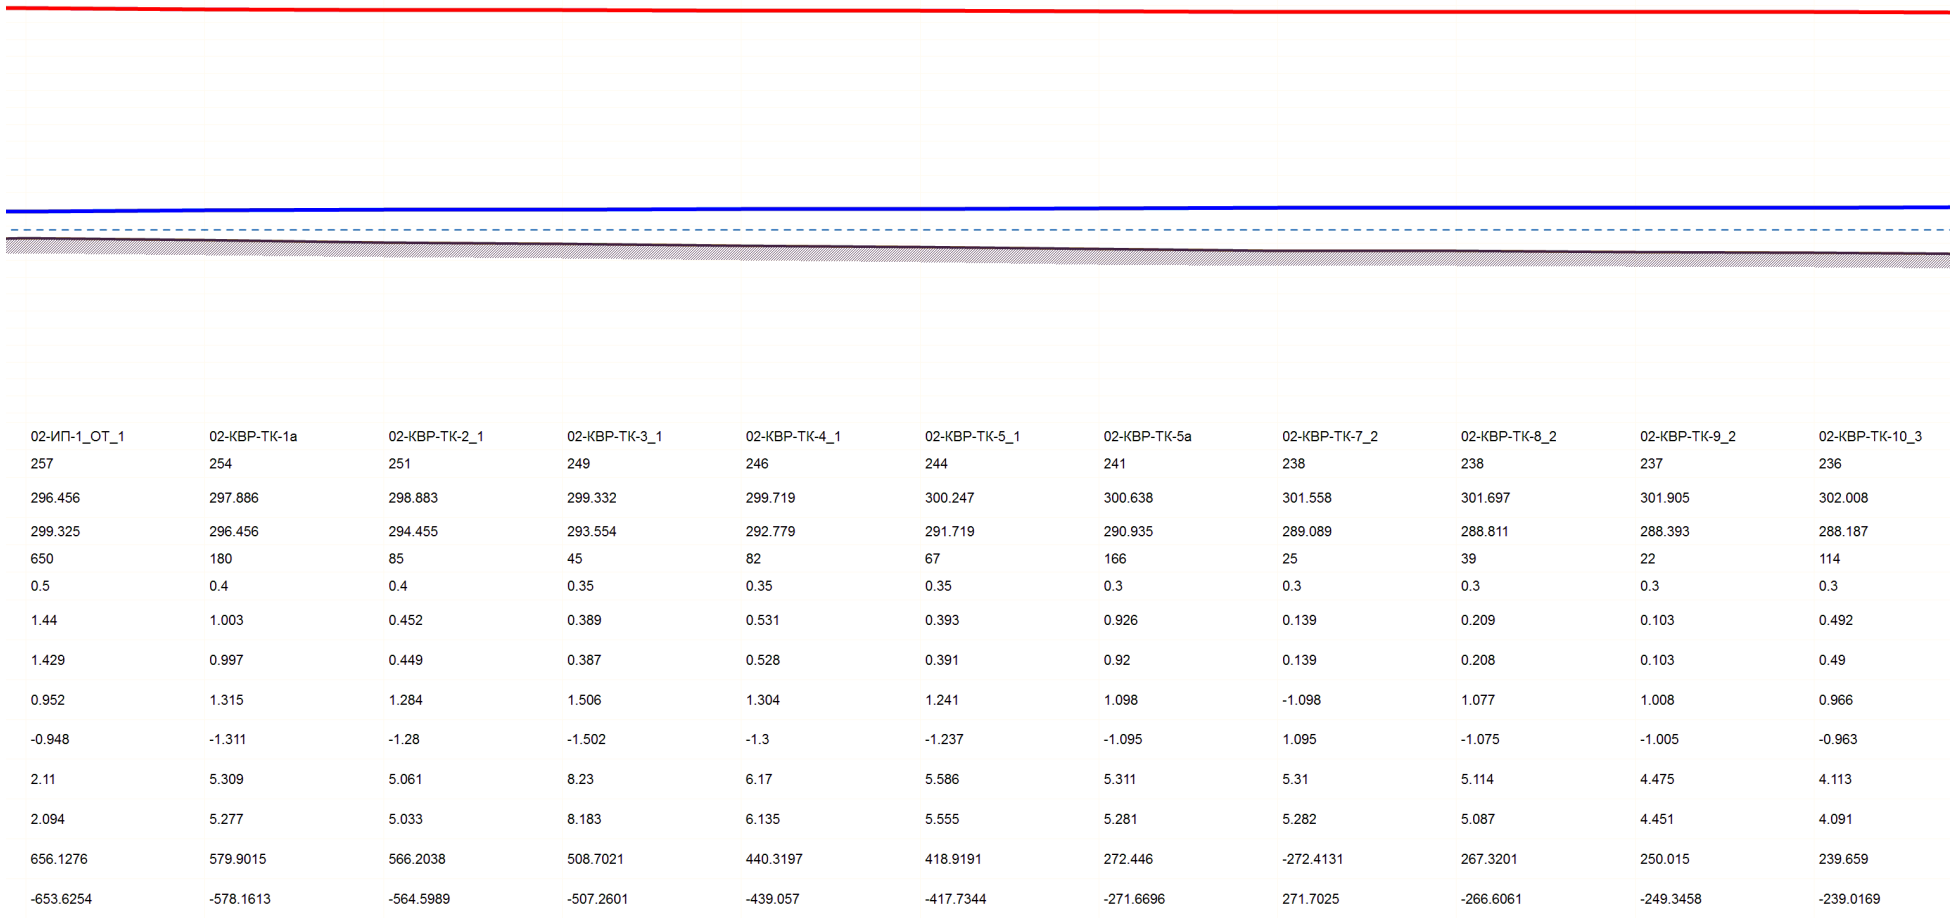 02-ИП-1_ОТ_1 02-КВР-ТК-1а 02-КВР-ТК-2_1 02-КВР-ТК-3_1 02-КВР-ТК-4_1 02-КВР-ТК-5_1 02-КВР-ТК-5а 02-КВР-ТК-7_2 02-КВР-ТК-8_2 02-КВР-ТК-9_2 02-КВР-ТК-10_3
257 254 251 249 246 244 241 238 238 237 236
296.456 297.886 298.883 299.332 299.719 300.247 300.638 301.558 301.697 301.905 302.008
299.325 296.456 294.455 293.554 292.779 291.719 290.935 289.089 288.811 288.393 288.187
650 180 85 45 82 67 166 25 39 22 114
0.5 0.4 0.4 0.35 0.35 0.35 0.3 0.3 0.3 0.3 0.3
1.44 1.003 0.452 0.389 0.531 0.393 0.926 0.139 0.209 0.103 0.492
1.429 0.997 0.449 0.387 0.528 0.391 0.92 0.139 0.208 0.103 0.49
0.952 1.315 1.284 1.506 1.304 1.241 1.098 -1.098 1.077 1.008 0.966
-0.948 -1.311 -1.28 -1.502 -1.3 -1.237 -1.095 1.095 -1.075 -1.005 -0.963
2.11 5.309 5.061 8.23 6.17 5.586 5.311 5.31 5.114 4.475 4.113
2.094 5.277 5.033 8.183 6.135 5.555 5.281 5.282 5.087 4.451 4.091
656.1276 579.9015 566.2038 508.7021 440.3197 418.9191 272.446 -272.4131 267.3201 250.015 239.659
-653.6254 -578.1613 -564.5989 -507.2601 -439.057 -417.7344 -271.6696 271.7025 -266.6061 -249.3458 -239.0169